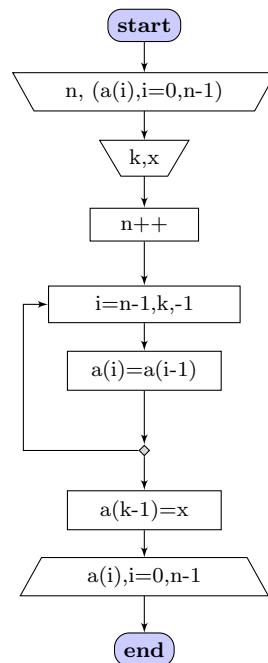 start
n, (a(i),i=0,n-1)
k,x
n++
i=n-1,k,-1
a(i)=a(i-1)
a(k-1)=x
a(i),i=0,n-1
end